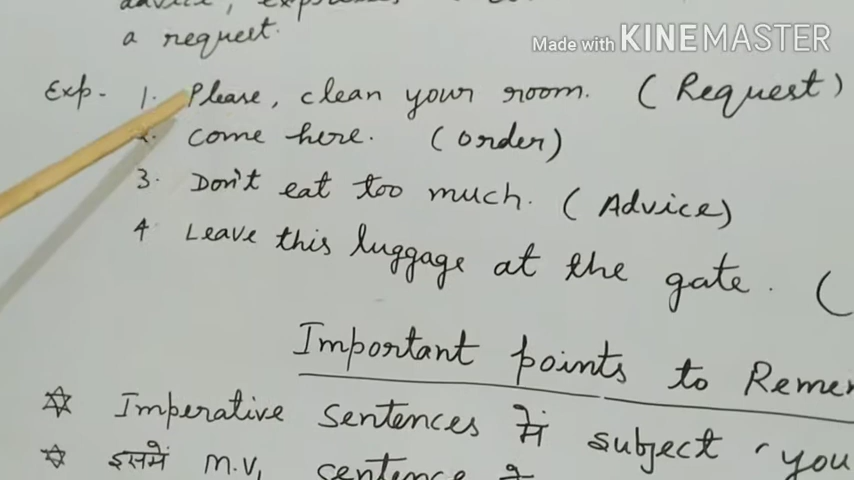 a request.
Made with KINEMASTER
Exp- 1. Please, clean your room. (Request)
2. Come here. (Order)
3. Don't eat too much. (Advice)
4 Leave this luggage at the gate. (
Important points to Remem
☆ Imperative sentences में subject 'you
☆ इसमें M.V, sentence के